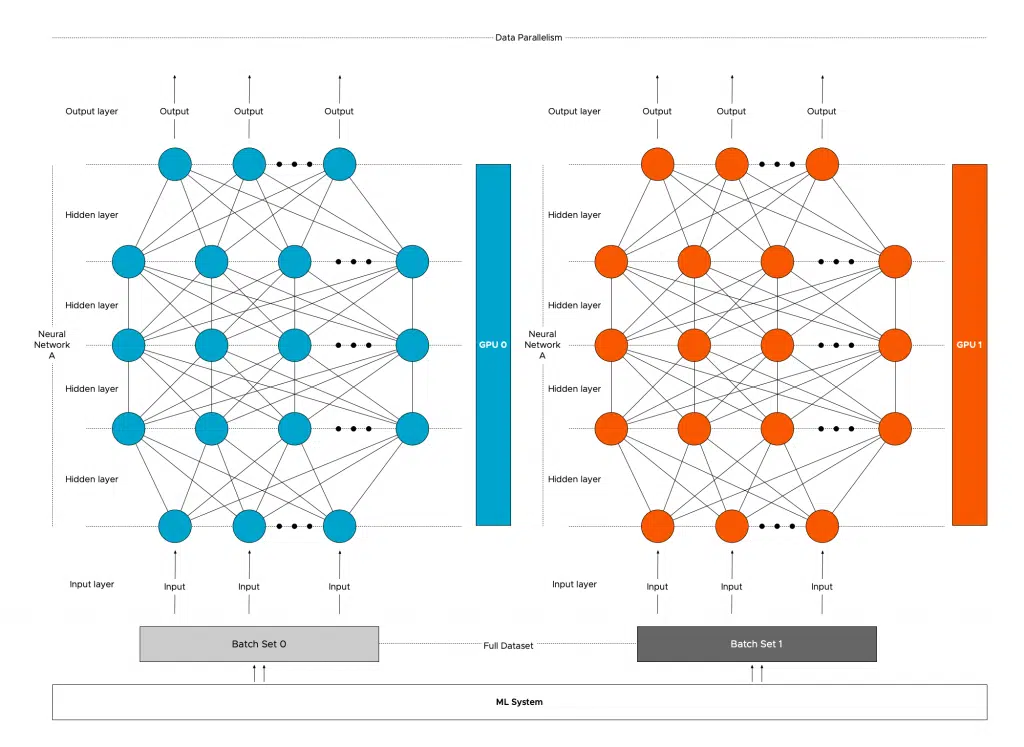 Data Parallelism
Output layer
Output
Output
Output
Output layer
Output
Output
Output
Hidden layer
Hidden layer
Hidden layer
Hidden layer
Neural
Network
A
GPU 0
Neural
Network
A
GPU 1
Hidden layer
Hidden layer
Hidden layer
Hidden layer
Input layer
Input
Input
Input
Input layer
Input
Input
Input
Batch Set 0
Full Dataset
Batch Set 1
ML System